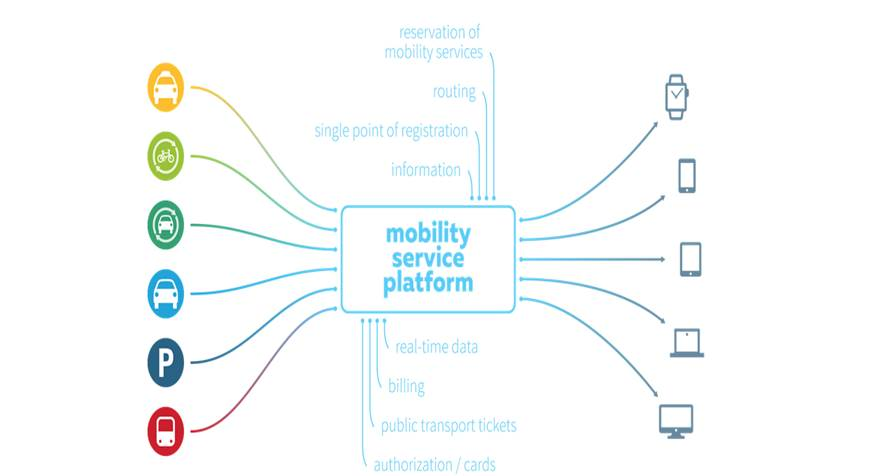 reservation of
mobility services
routing
single point of registration
information
mobility
service
platform
real-time data
billing
P
public transport tickets
authorization / cards